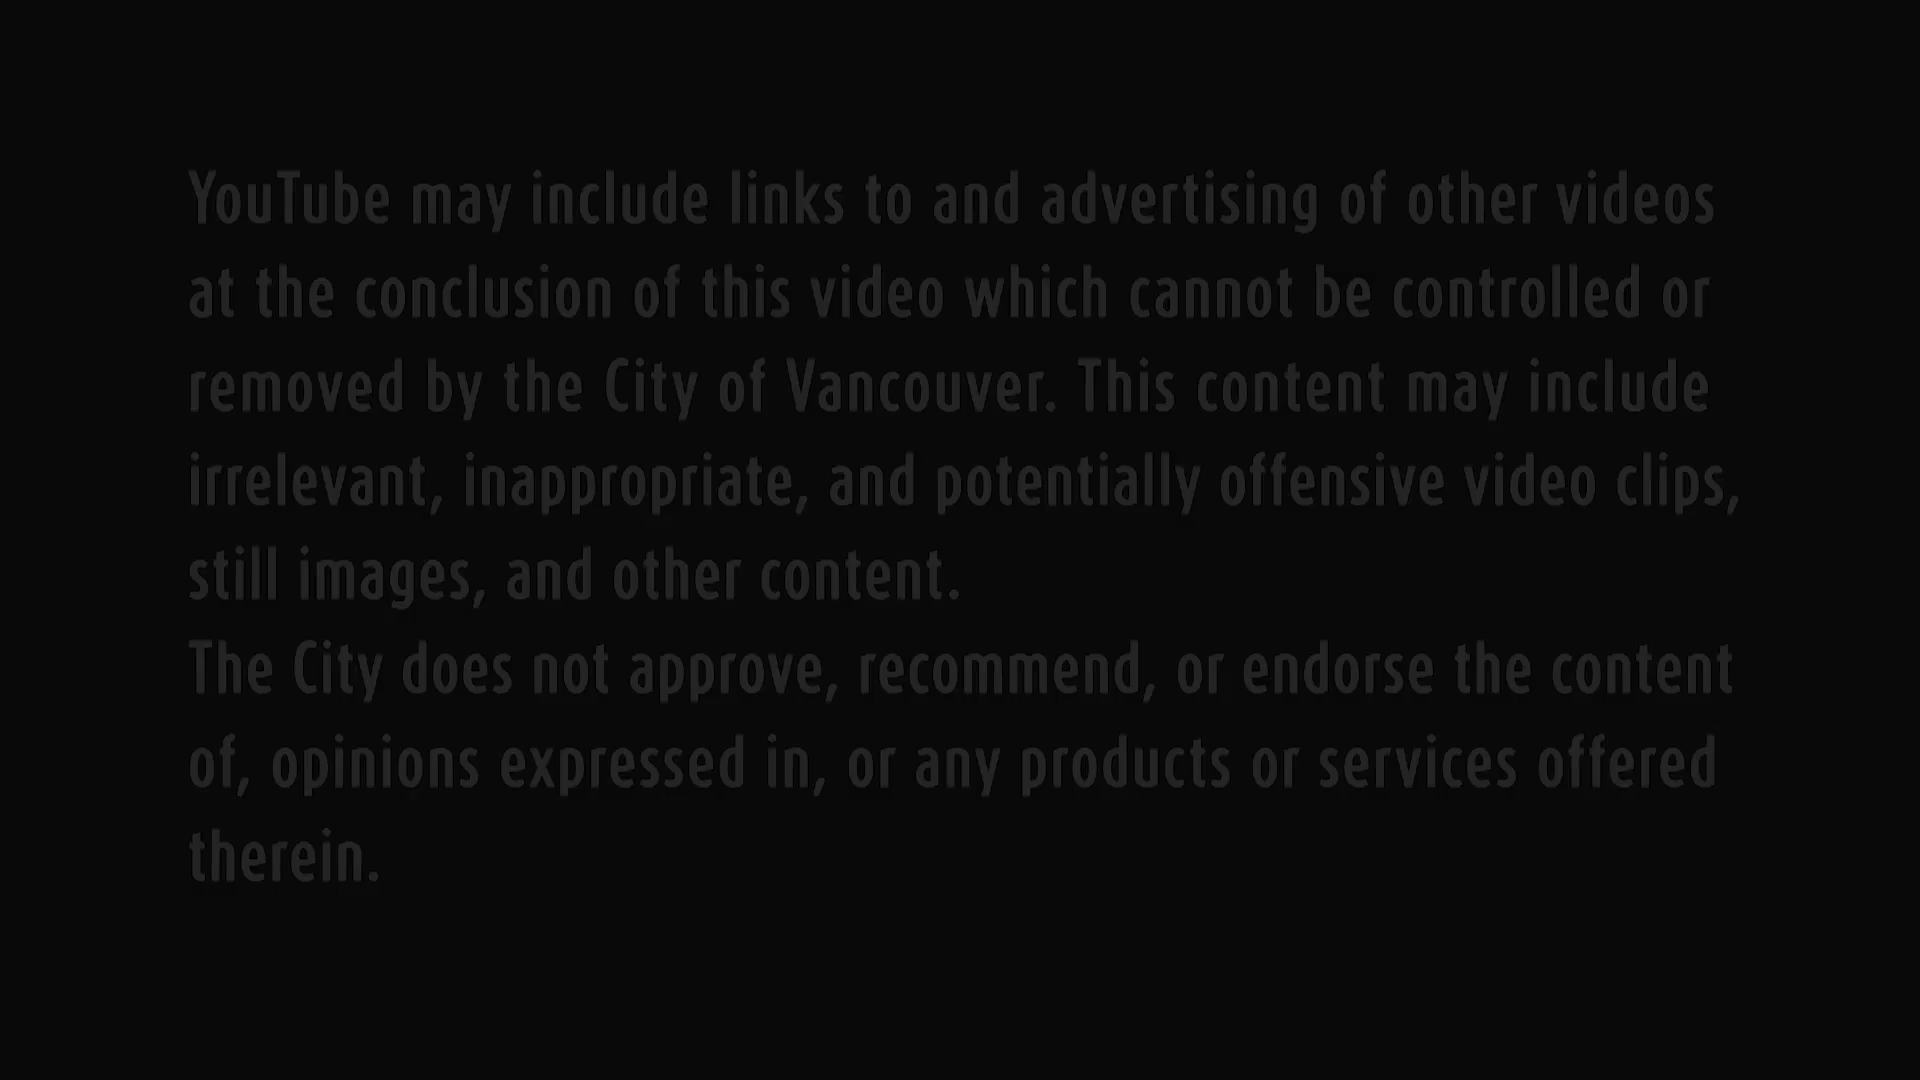 YouTube may include links to and advertising of other videos
at the conclusion of this video which cannot be controlled or
removed by the City of Vancouver. This content may include
irrelevant, inappropriate, and potentially offensive video clips,
still images, and other content.
The City does not approve, recommend, or endorse the content
of, opinions expressed in, or any products or services offered
therein.